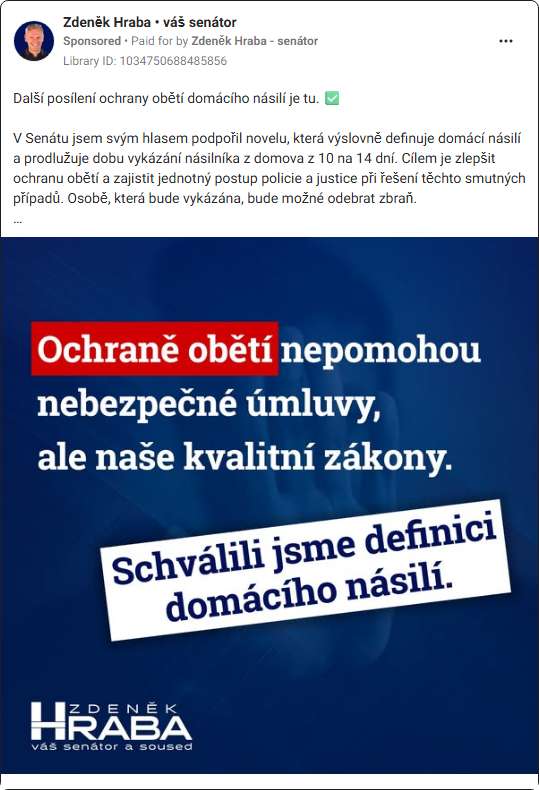 Zdeněk Hraba • váš senátor
Sponsored • Paid for by Zdeněk Hraba - senátor
Library ID: 1034750688485856
Další posílení ochrany obětí domácího násilí je tu. ✅
V Senátu jsem svým hlasem podpořil novelu, která výslovně definuje domácí násilí
a prodlužuje dobu vykázání násilníka z domova z 10 na 14 dní. Cílem je zlepšit
ochranu obětí a zajistit jednotný postup policie a justice při řešení těchto smutných
případů. Osobě, která bude vykázána, bude možné odebrat zbraň.
...
Ochraně obětí nepomohou
nebezpečné úmluvy,
ale naše kvalitní zákony.
Schválili jsme definici
domácího násilí.
ZDENĚK
HRABA
váš senátor a soused